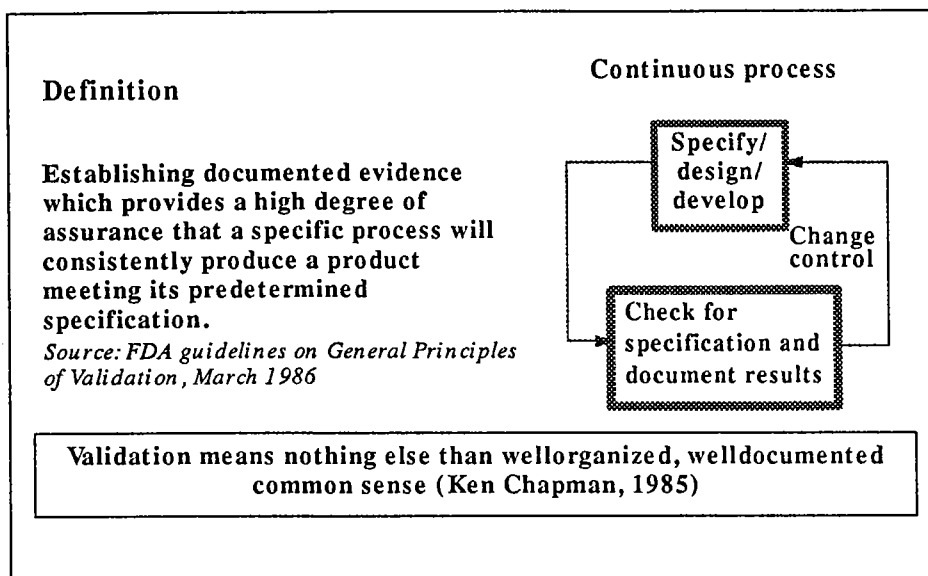 Definition
Establishing documented evidence
which provides a high degree of
assurance that a specific process will
consistently produce a product
meeting its predetermined
specification.
Source: FDA guidelines on General Principles
of Validation, March 1986
Continuous process
Specify/
design/
develop
Change
control
Check for
specification and
document results
Validation means nothing else than wellorganized, welldocumented
common sense (Ken Chapman, 1985)